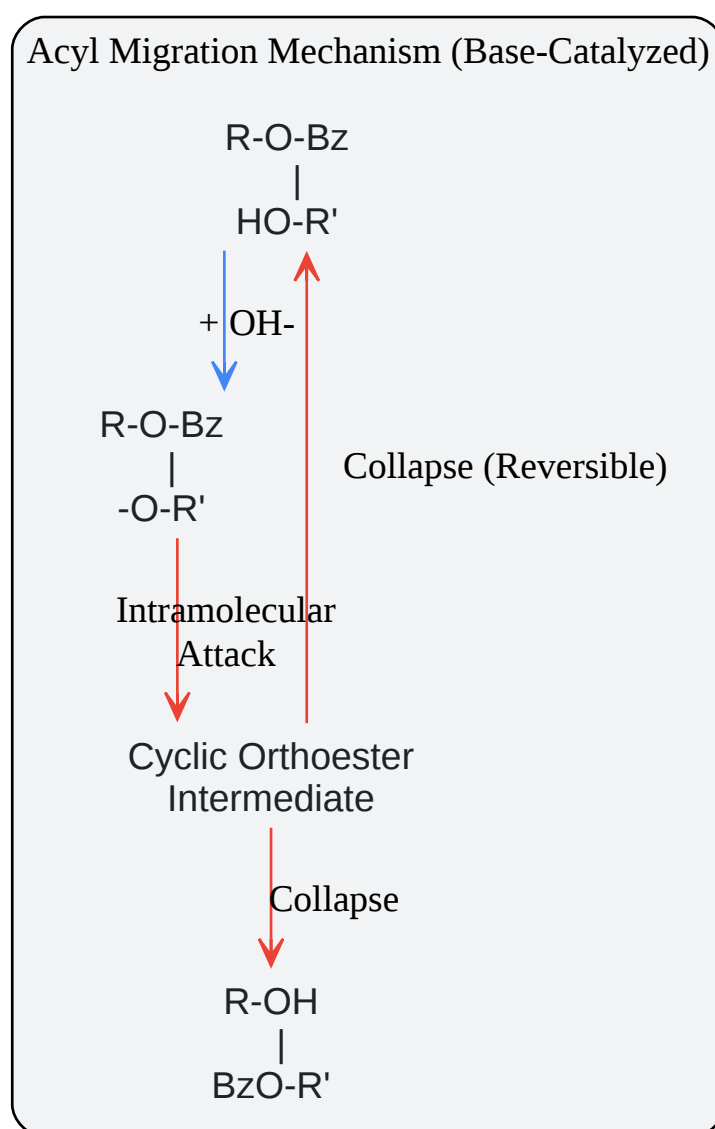 Acyl Migration Mechanism (Base-Catalyzed)
R-O-Bz
|
HO-R'
+ OH-
R-O-Bz
|
-O-R'
Collapse (Reversible)
Intramolecular
Attack
Cyclic Orthoester
Intermediate
Collapse
R-OH
|
BzO-R'